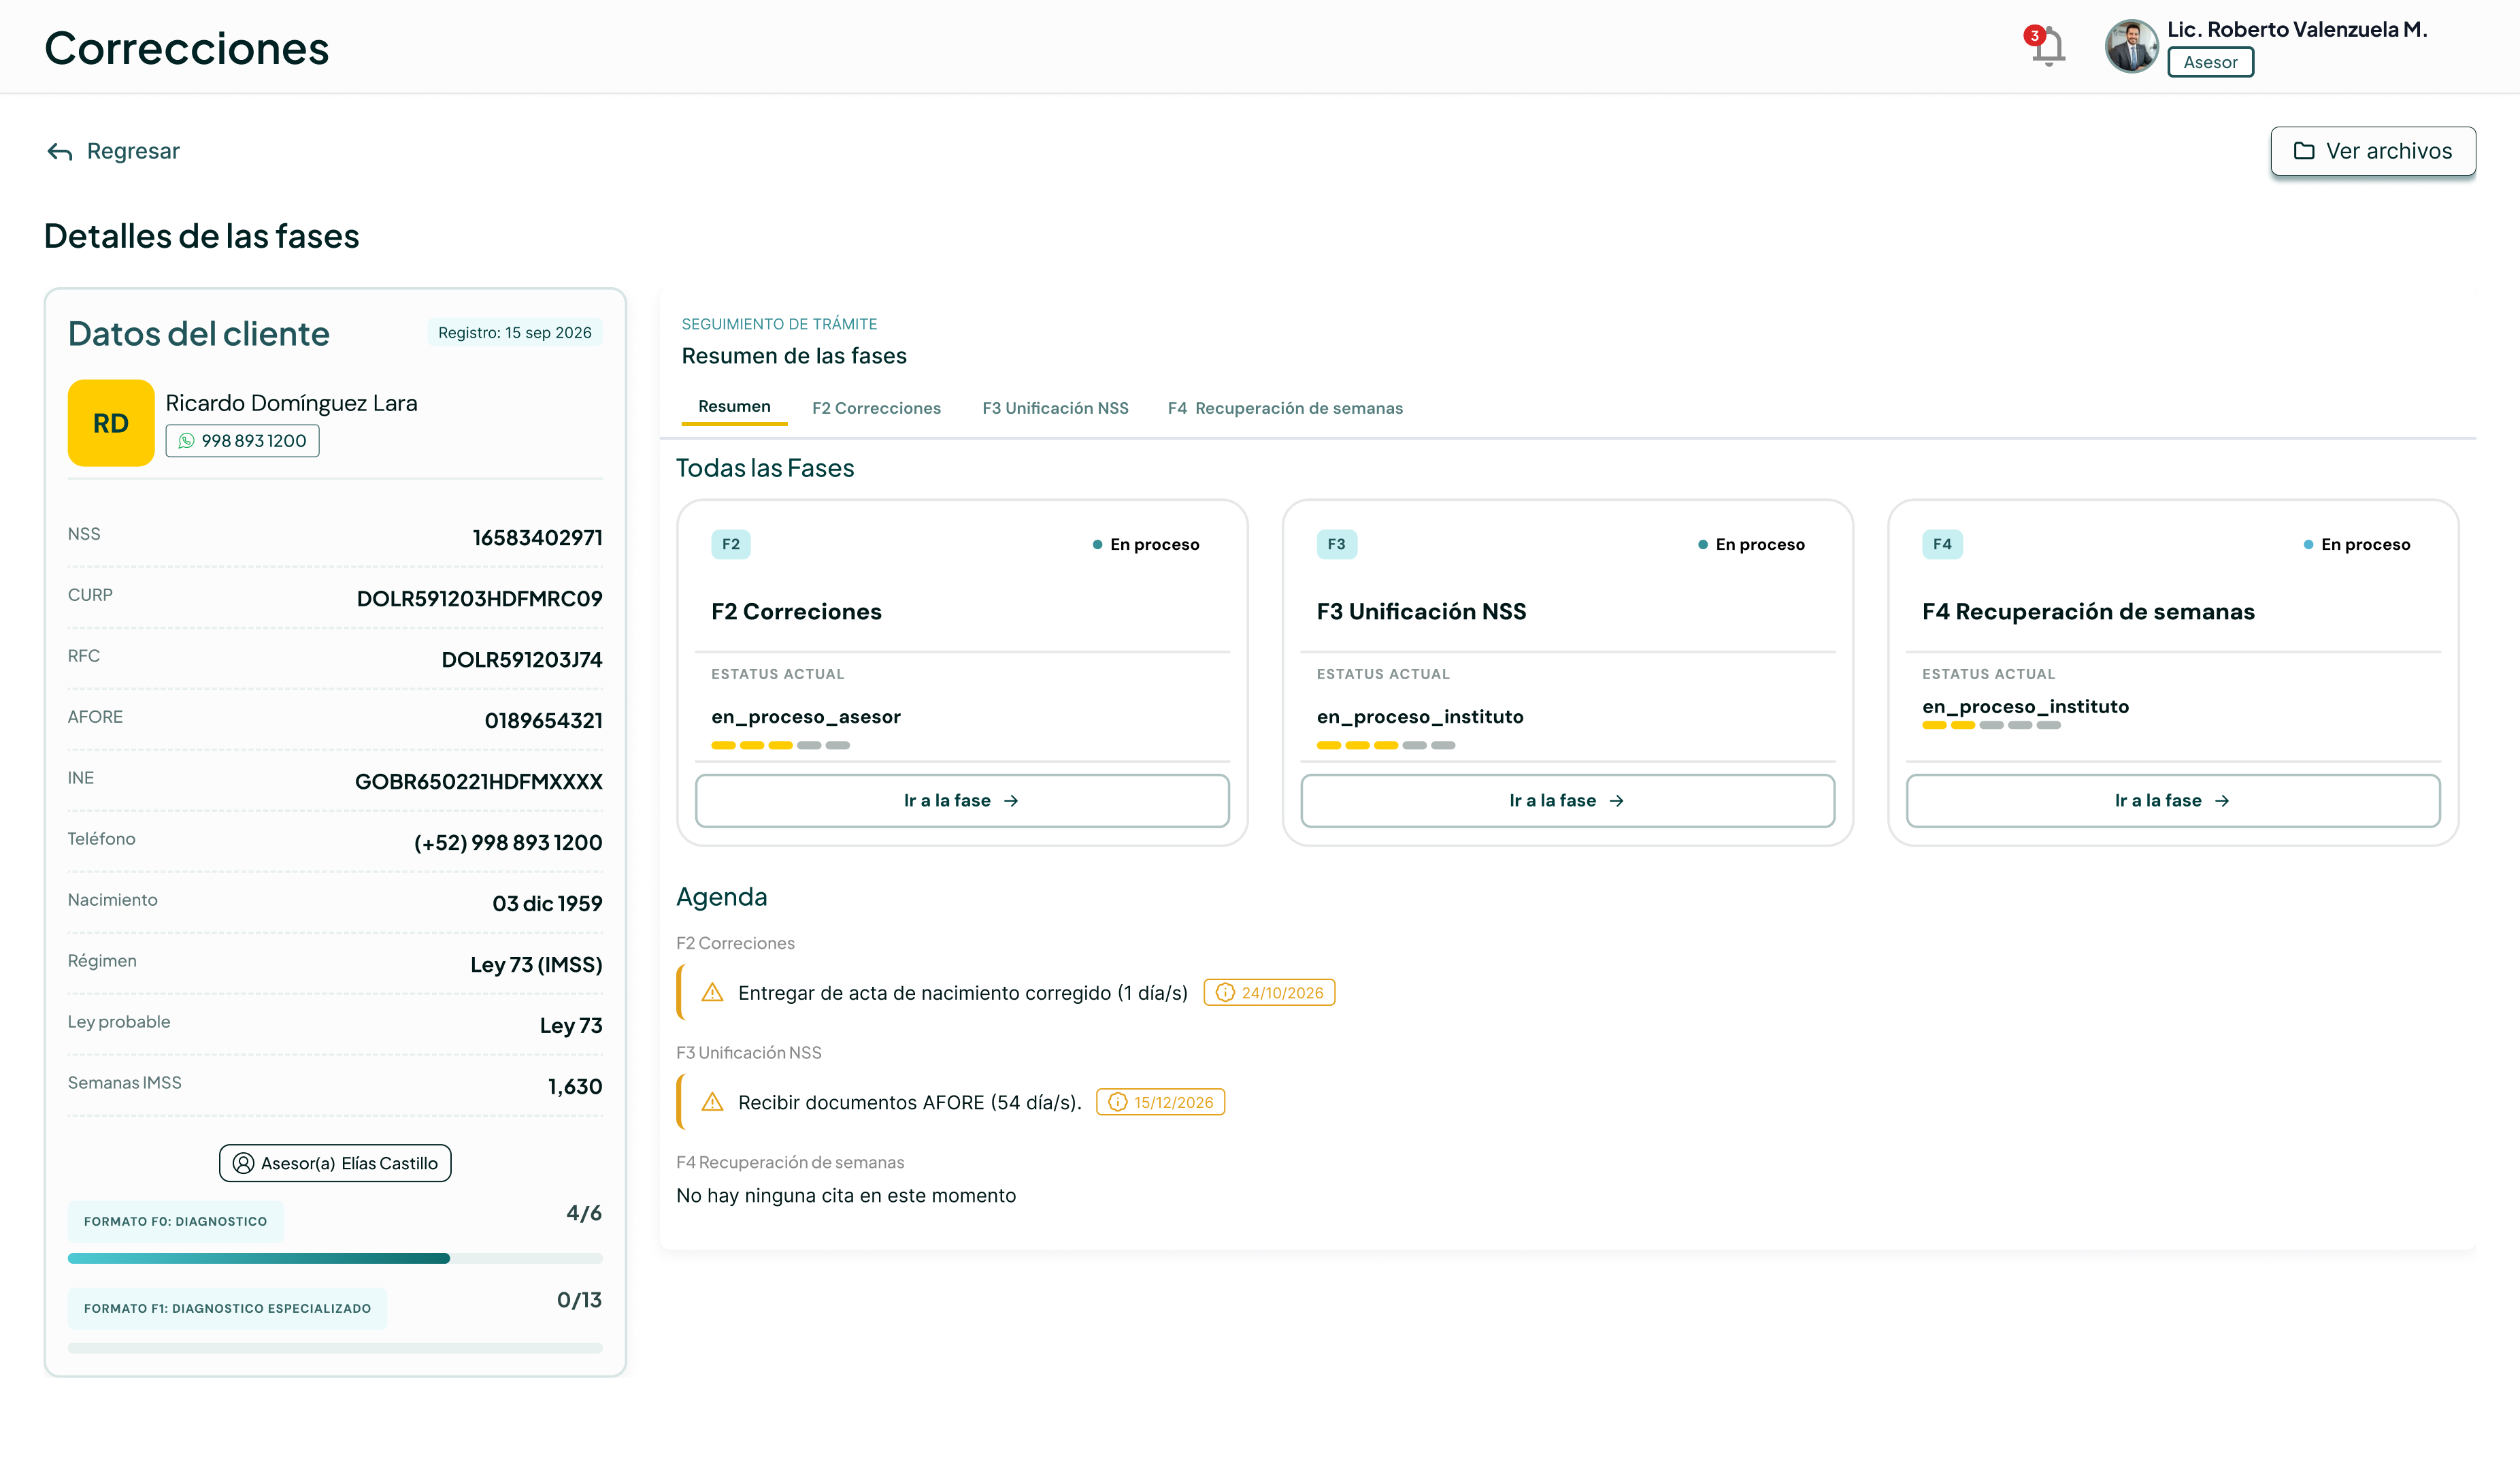 Correcciones
3
Lic. Roberto Valenzuela M.
Asesor
Regresar
Ver archivos
Detalles de las fases
Datos del cliente
Registro: 15 sep 2026
RD
Ricardo Domínguez Lara
998 893 1200
NSS
16583402971
CURP
DOLR591203HDFMRC09
RFC
DOLR591203J74
AFORE
0189654321
INE
GOBR650221HDFMXXXX
Teléfono
(+52) 998 893 1200
Nacimiento
03 dic 1959
Régimen
Ley 73 (IMSS)
Ley probable
Ley 73
Semanas IMSS
1,630
Asesor(a) Elías Castillo
FORMATO F0: DIAGNOSTICO
4/6
FORMATO F1: DIAGNOSTICO ESPECIALIZADO
0/13
SEGUIMIENTO DE TRÁMITE
Resumen de las fases
Resumen
F2 Correcciones
F3 Unificación NSS
F4 Recuperación de semanas
Todas las Fases
F2
En proceso
F2 Correciones
ESTATUS ACTUAL
en_proceso_asesor
Ir a la fase
F3
En proceso
F3 Unificación NSS
ESTATUS ACTUAL
en_proceso_instituto
Ir a la fase
F4
En proceso
F4 Recuperación de semanas
ESTATUS ACTUAL
en_proceso_instituto
Ir a la fase
Agenda
F2 Correciones
Entregar de acta de nacimiento corregido (1 día/s)
24/10/2026
F3 Unificación NSS
Recibir documentos AFORE (54 día/s).
15/12/2026
F4 Recuperación de semanas
No hay ninguna cita en este momento